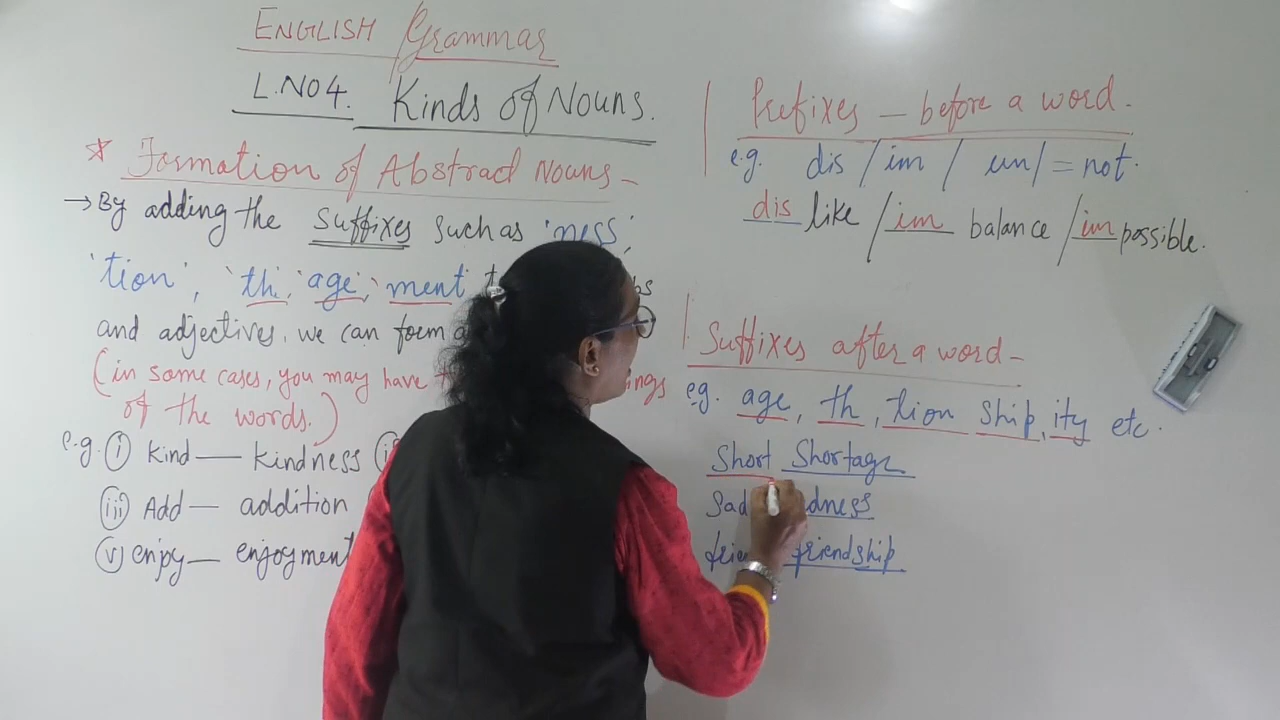 ENGLISH Grammar
L.NO4. Kinds of Nouns.
* Formation of Abstract Nouns -
→ By adding the suffixes such as 'ness',
'tion', 'th, 'age,' ment
and adjectives, we can form
(in some cases, you may have
of the words.)
e.g. (i) kind — kindness
(iii) Add — addition
(v) enjoy — enjoyment
Prefixes — before a word.
e.g. dis / im / un/ = not.
dis like / im balance / im possible.
Suffixes after a word -
e.g. age, th, tion ship, ity etc.
Short Shortage
Sad dness
frien friendship